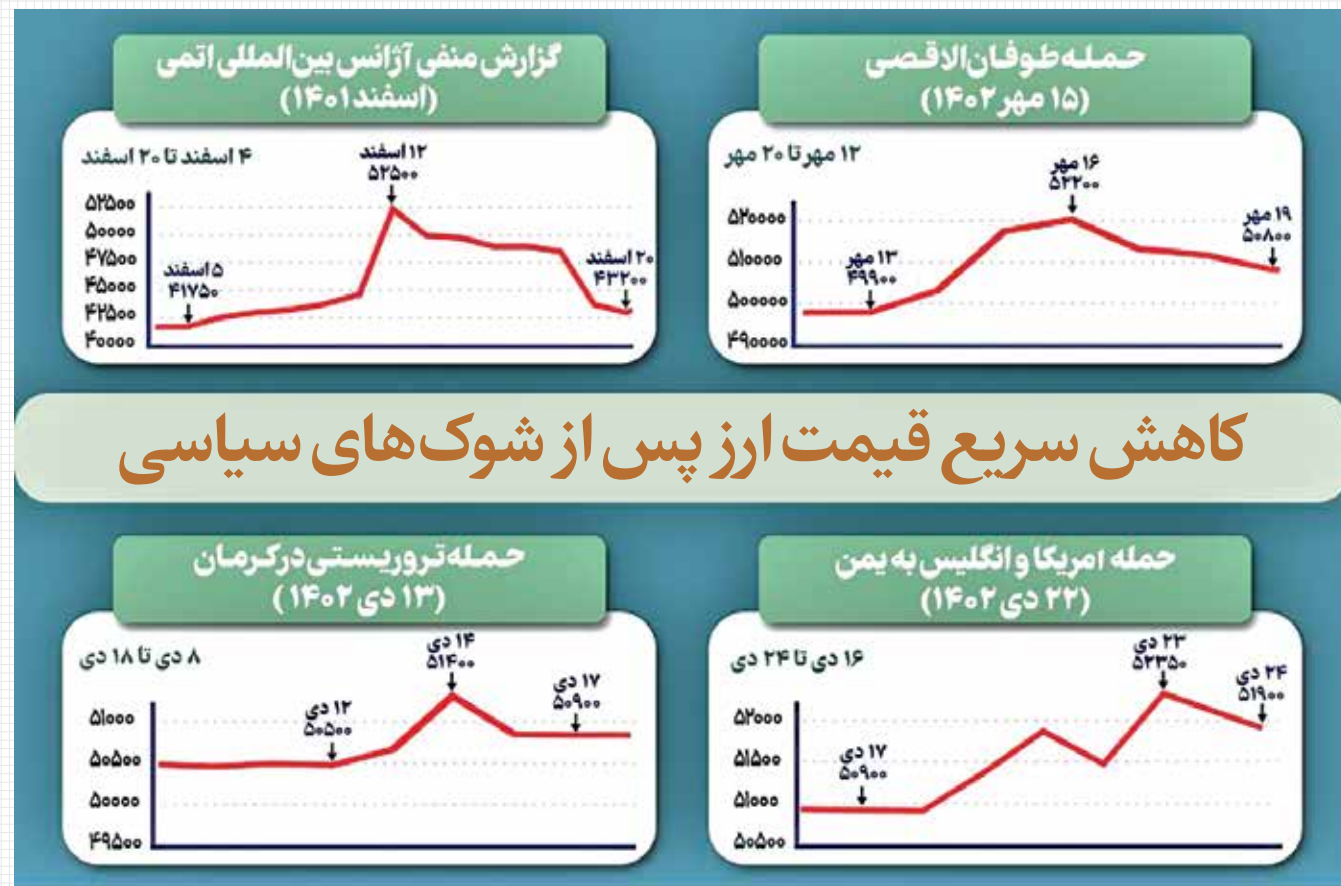 حمله طوفان الاقصی
(۱۵ مهر ۱۴۰۲)
۱۲ مهر تا ۲۰ مهر
۱۶ مهر
۵۲۲۰۰
۱۹ مهر
۵۰۸۰۰
۱۳ مهر
۴۹۹۰۰
۵۲۰۰۰۰
۵۱۰۰۰۰
۵۰۰۰۰۰
۴۹۰۰۰۰
گزارش منفی آژانس بین‌المللی اتمی
(اسفند ۱۴۰۱)
۴ اسفند تا ۲۰ اسفند
۱۲ اسفند
۵۲۵۰۰
۲۰ اسفند
۴۳۲۰۰
۵ اسفند
۴۱۷۵۰
۵۲۵۰۰
۵۰۰۰۰
۴۷۵۰۰
۴۵۰۰۰
۴۲۵۰۰
۴۰۰۰۰
کاهش سریع قیمت ارز پس از شوک‌های سیاسی
حمله امریکا و انگلیس به یمن
(۲۲ دی ۱۴۰۲)
۱۶ دی تا ۲۴ دی
۲۳ دی
۵۲۳۵۰
۲۴ دی
۵۱۹۰۰
۱۷ دی
۵۰۹۰۰
۵۲۰۰۰
۵۱۵۰۰
۵۱۰۰۰
۵۰۵۰۰
حمله تروریستی در کرمان
(۱۳ دی ۱۴۰۲)
۸ دی تا ۱۸ دی
۱۴ دی
۵۱۴۰۰
۱۷ دی
۵۰۹۰۰
۱۲ دی
۵۰۵۰۰
۵۱۰۰۰
۵۰۵۰۰
۵۰۰۰۰
۴۹۵۰۰